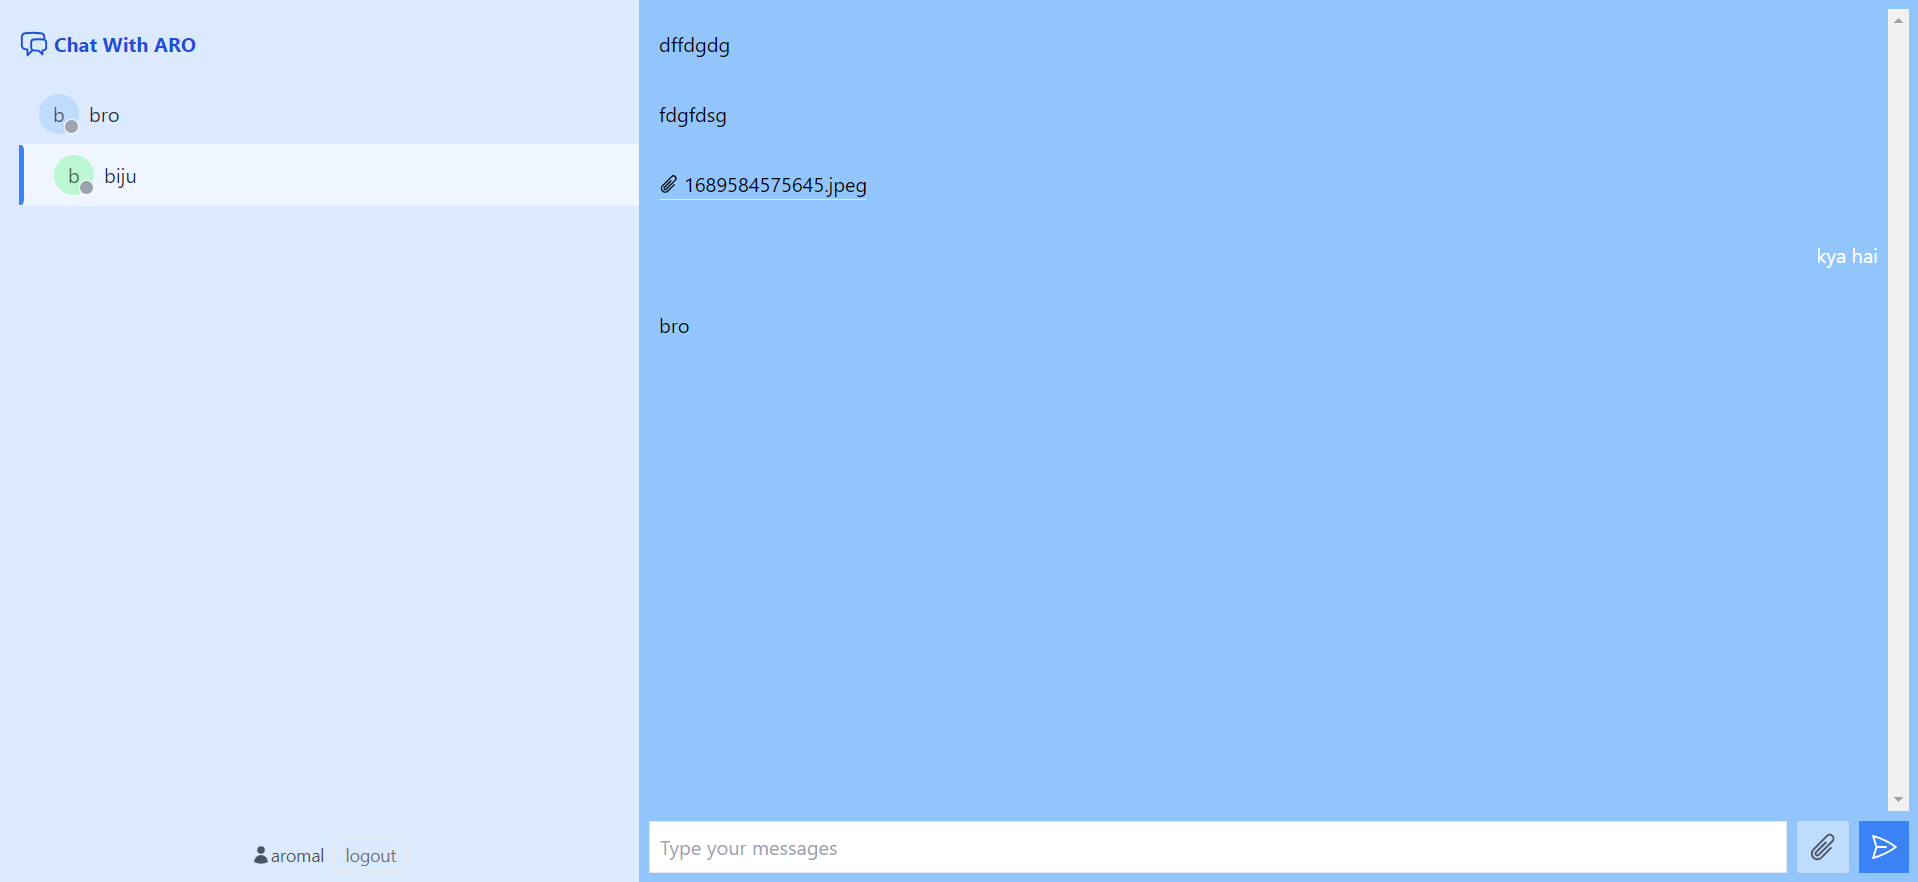 Chat With ARO
b bro
b biju
aromal logout
dffdgdg
fdgfdsg
1689584575645.jpeg
kya hai
bro
Type your messages